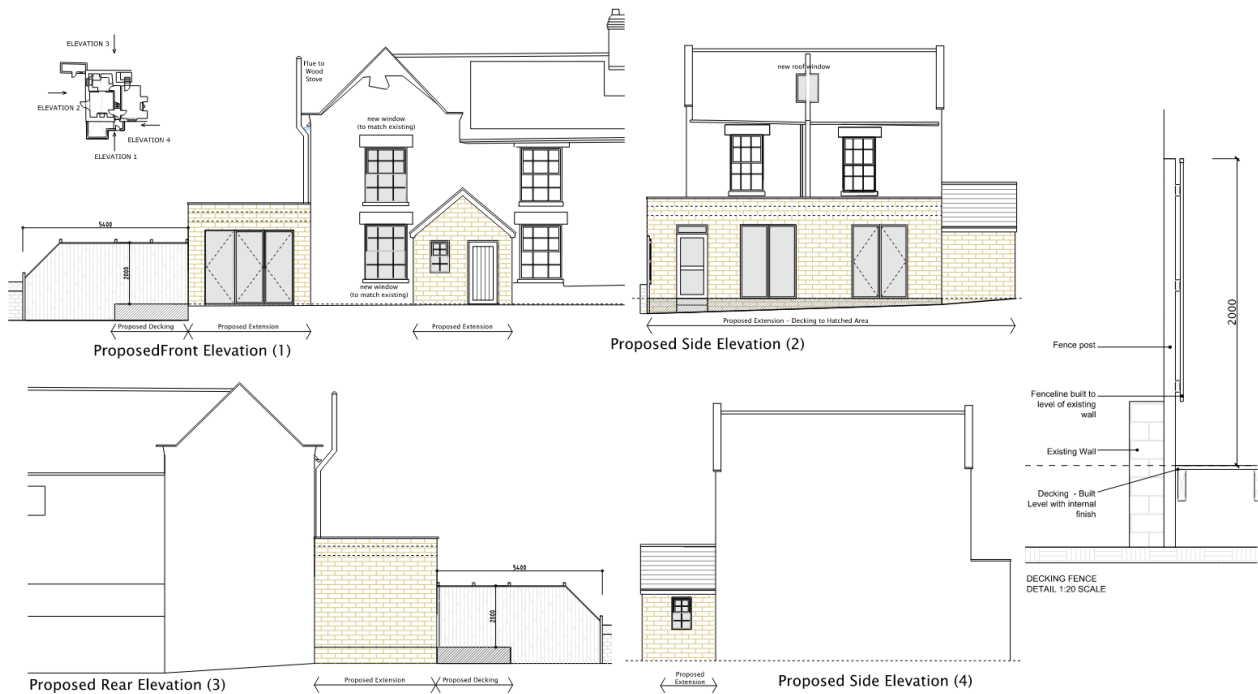 ELEVATION 3
ELEVATION 2
ELEVATION 4
ELEVATION 1
Flue to
Wood
Stove
new window
(to match existing)
5400
2000
new window
(to match existing)
Proposed Decking
Proposed Extension
Proposed Extension
ProposedFront Elevation (1)
new roof window
Proposed Extension - Decking to Hatched Area
Proposed Side Elevation (2)
2000
Fence post
Fenceline built to
level of existing
wall
Existing Wall
Decking - Built
Level with internal
finish
DECKING FENCE
DETAIL 1:20 SCALE
5400
2000
Proposed Extension
Proposed Decking
Proposed Rear Elevation (3)
Proposed
Extension
Proposed Side Elevation (4)